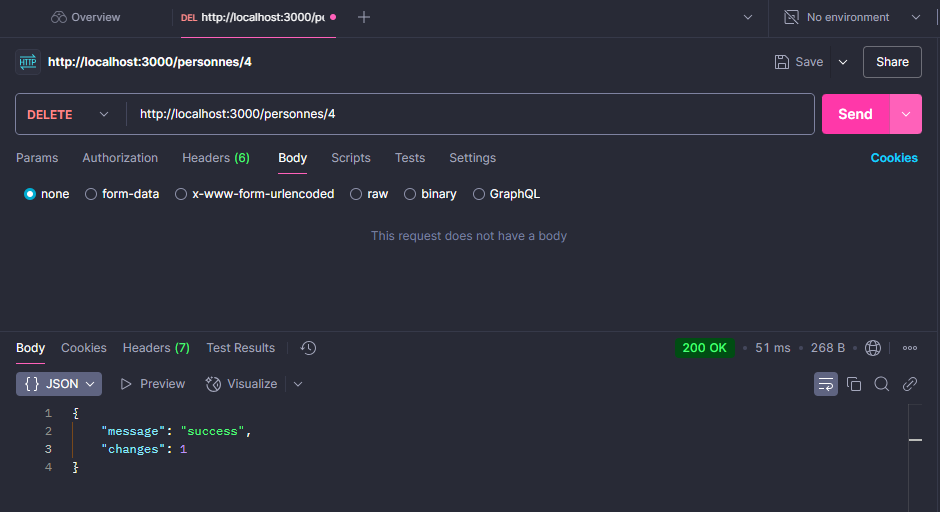 Overview DEL http://localhost:3000/p No environment
HTTP http://localhost:3000/personnes/4 Save Share
DELETE http://localhost:3000/personnes/4 Send
Params Authorization Headers (6) Body Scripts Tests Settings Cookies
none form-data x-www-form-urlencoded raw binary GraphQL
This request does not have a body
Body Cookies Headers (7) Test Results 200 OK • 51 ms • 268 B •
{ } JSON Preview Visualize
1 {
2 "message": "success",
3 "changes": 1
4 }